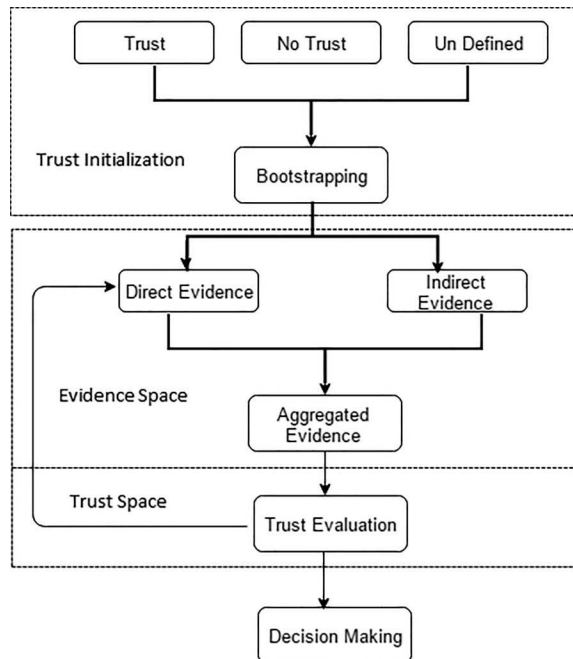 Trust
No Trust
Un Defined
Trust Initialization
Bootstrapping
Direct Evidence
Indirect
Evidence
Evidence Space
Aggregated
Evidence
Trust Space
Trust Evaluation
Decision Making